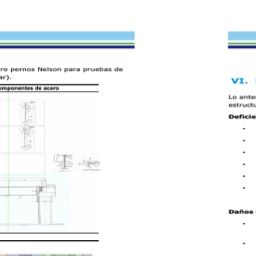 ro pernos Nelson para pruebas de
ar).
omponentes de acero
VI.
Lo ante
estructu
Deficie
Daños